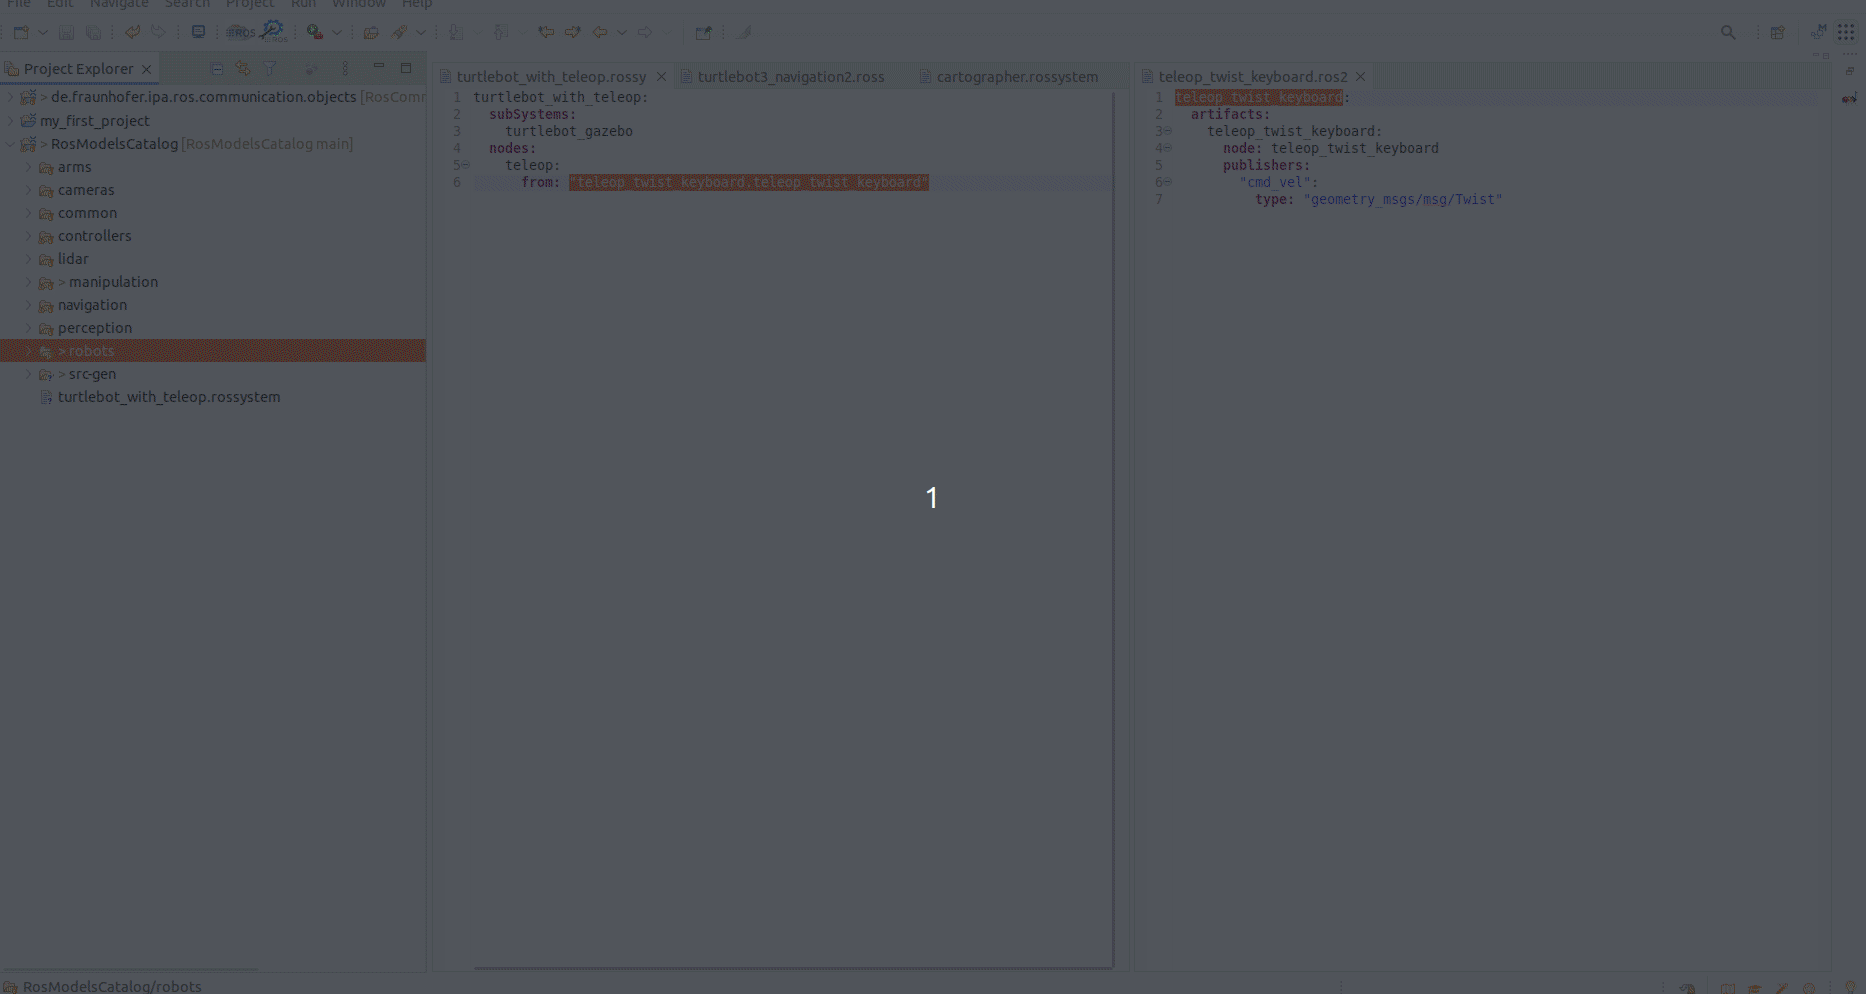 File Edit Navigate Search Project Run Window Help
Project Explorer
> de.fraunhofer.ipa.ros.communication.objects [RosComr
my_first_project
> RosModelsCatalog [RosModelsCatalog main]
arms
cameras
common
controllers
lidar
> manipulation
navigation
perception
> robots
> src-gen
turtlebot_with_teleop.rossystem
turtlebot_with_teleop.rossy
turtlebot3_navigation2.ross
cartographer.rossystem
1 turtlebot_with_teleop:
2 subSystems:
3 turtlebot_gazebo
4 nodes:
5 teleop:
6 from: "teleop_twist_keyboard.teleop_twist_keyboard"
teleop_twist_keyboard.ros2
1 teleop_twist_keyboard:
2 artifacts:
3 teleop_twist_keyboard:
4 node: teleop_twist_keyboard
5 publishers:
6 "cmd_vel":
7 type: "geometry_msgs/msg/Twist"
1
RosModelsCatalog/robots